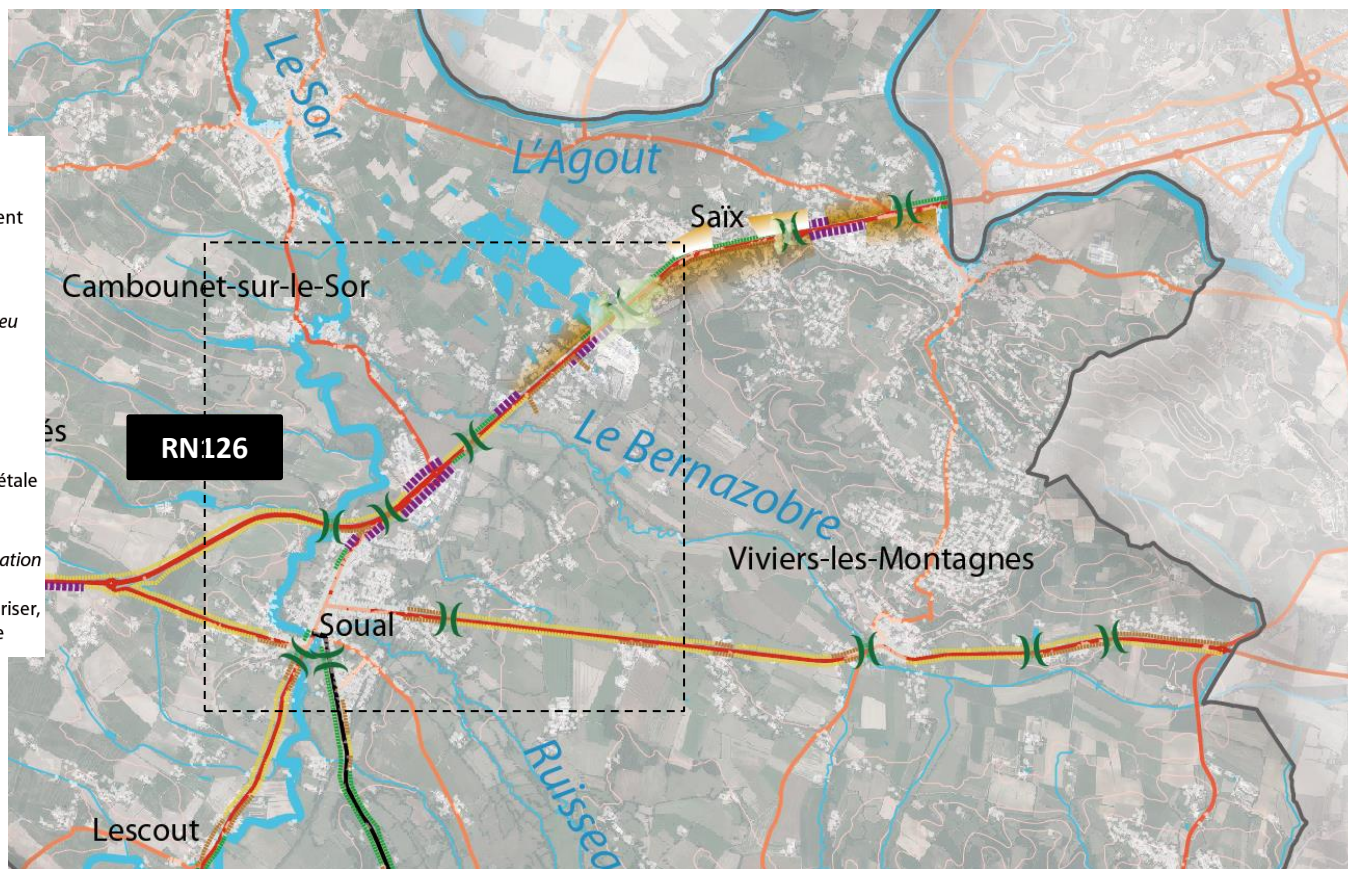 Le Sor
L'Agout
ent
Saïx
Cambounet-sur-le-Sor
eu
és
RN126
Le Bernazobre
étale
ation
Viviers-les-Montagnes
riser,
e
Soual
Ruisseau
Lescout